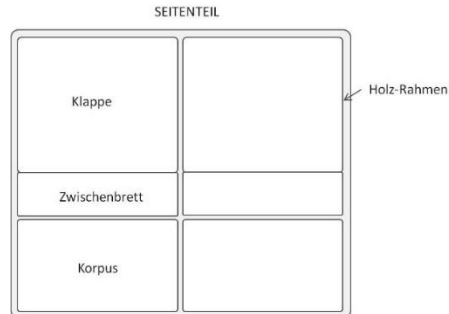 SEITENTEIL
Klappe
Holz-Rahmen
Zwischenbrett
Korpus